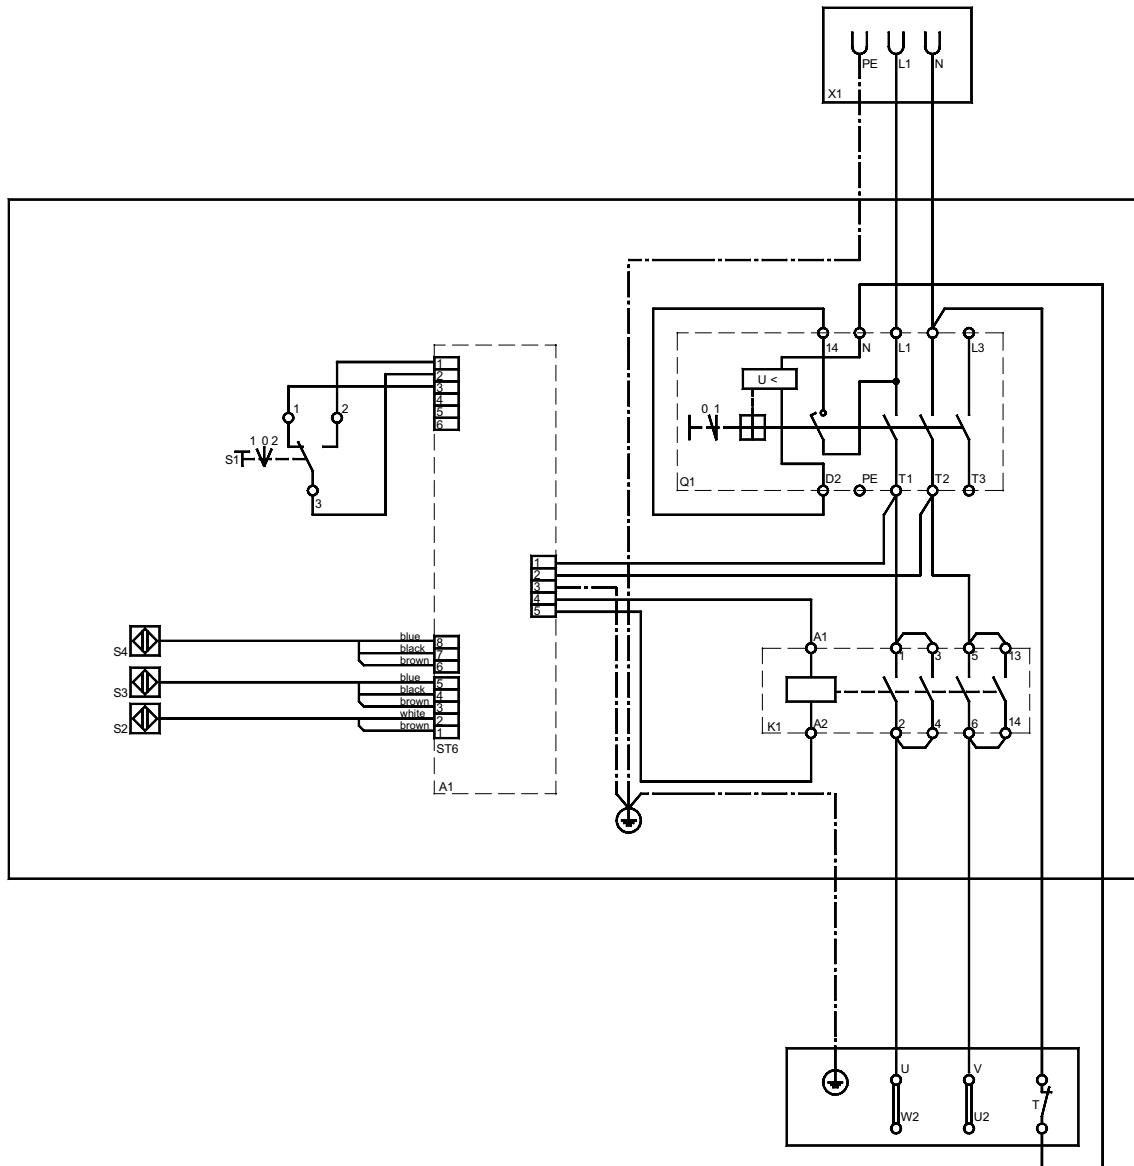 PE L1 N
X1
14 N L1 L3
U <
0 1
Q1 D2 PE T1 T2 T3
1
2
3
4
5
6
1 2
1 0 2
S1
3
1
2
3
4
5
A1 1 3 5 13
K1 A2 2 4 6 14
S4 blue 8
black 7
brown 6
S3 blue 5
black 4
brown 3
S2 white 2
brown 1
ST6
A1
U V
T
W2 U2